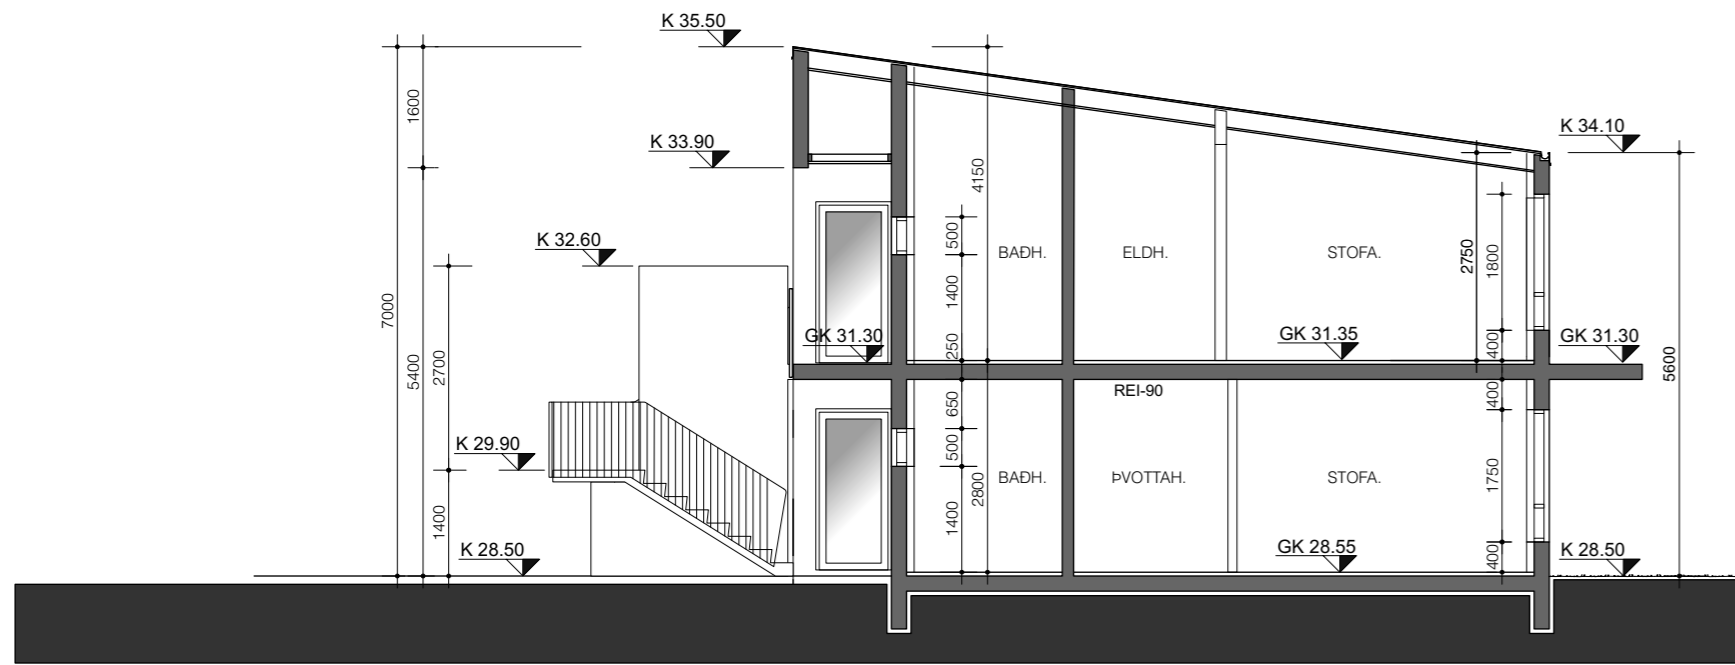 K 35.50
1600
K 33.90
K 34.10
4150
500
K 32.60
BAÐH.
ELDH.
STOFA.
2750
1800
1400
7000
GK 31.30
GK 31.35
GK 31.30
250
400
5400
2700
5600
REI-90
400
650
K 29.90
500
BAÐH.
ÞVOTTAH.
STOFA.
2800
1750
1400
1400
K 28.50
GK 28.55
400
K 28.50